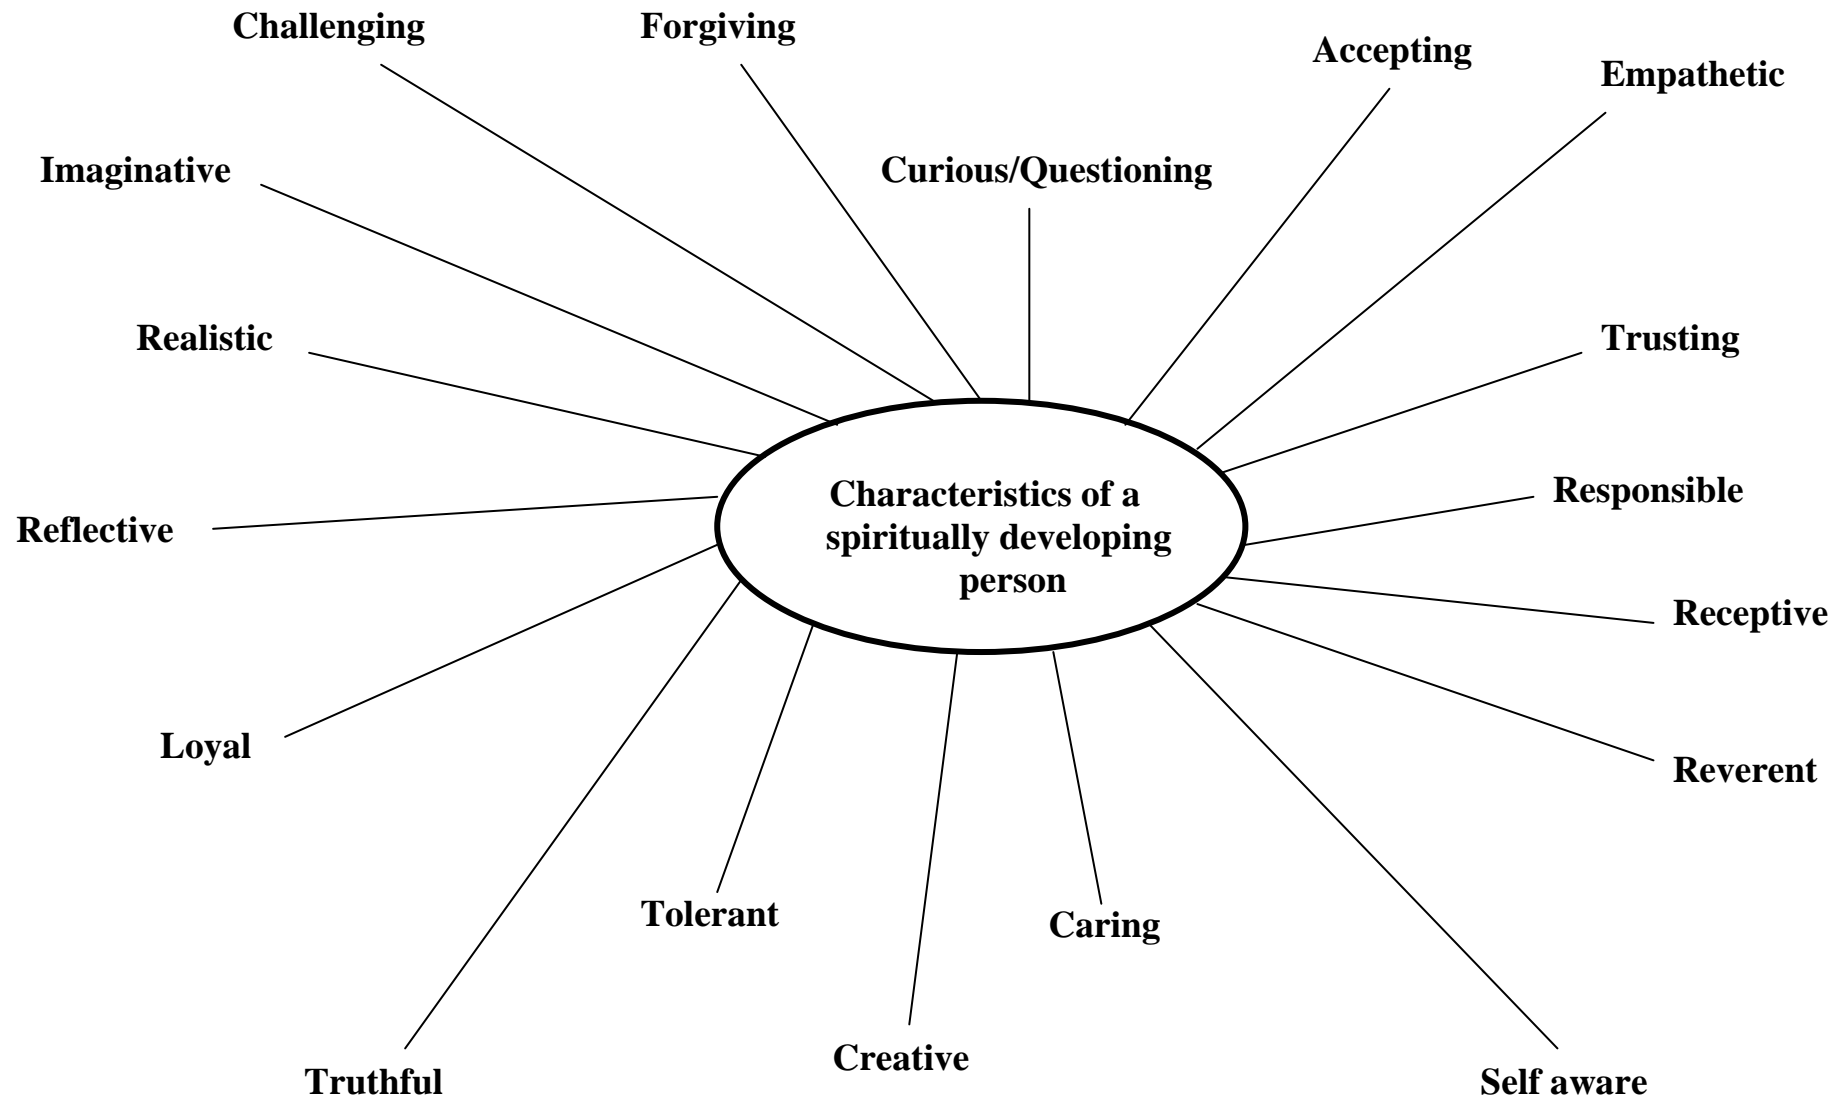 Challenging
Forgiving
Accepting
Empathetic
Imaginative
Curious/Questioning
Realistic
Trusting
Characteristics of a
spiritually developing
person
Responsible
Reflective
Receptive
Loyal
Reverent
Tolerant
Caring
Creative
Truthful
Self aware